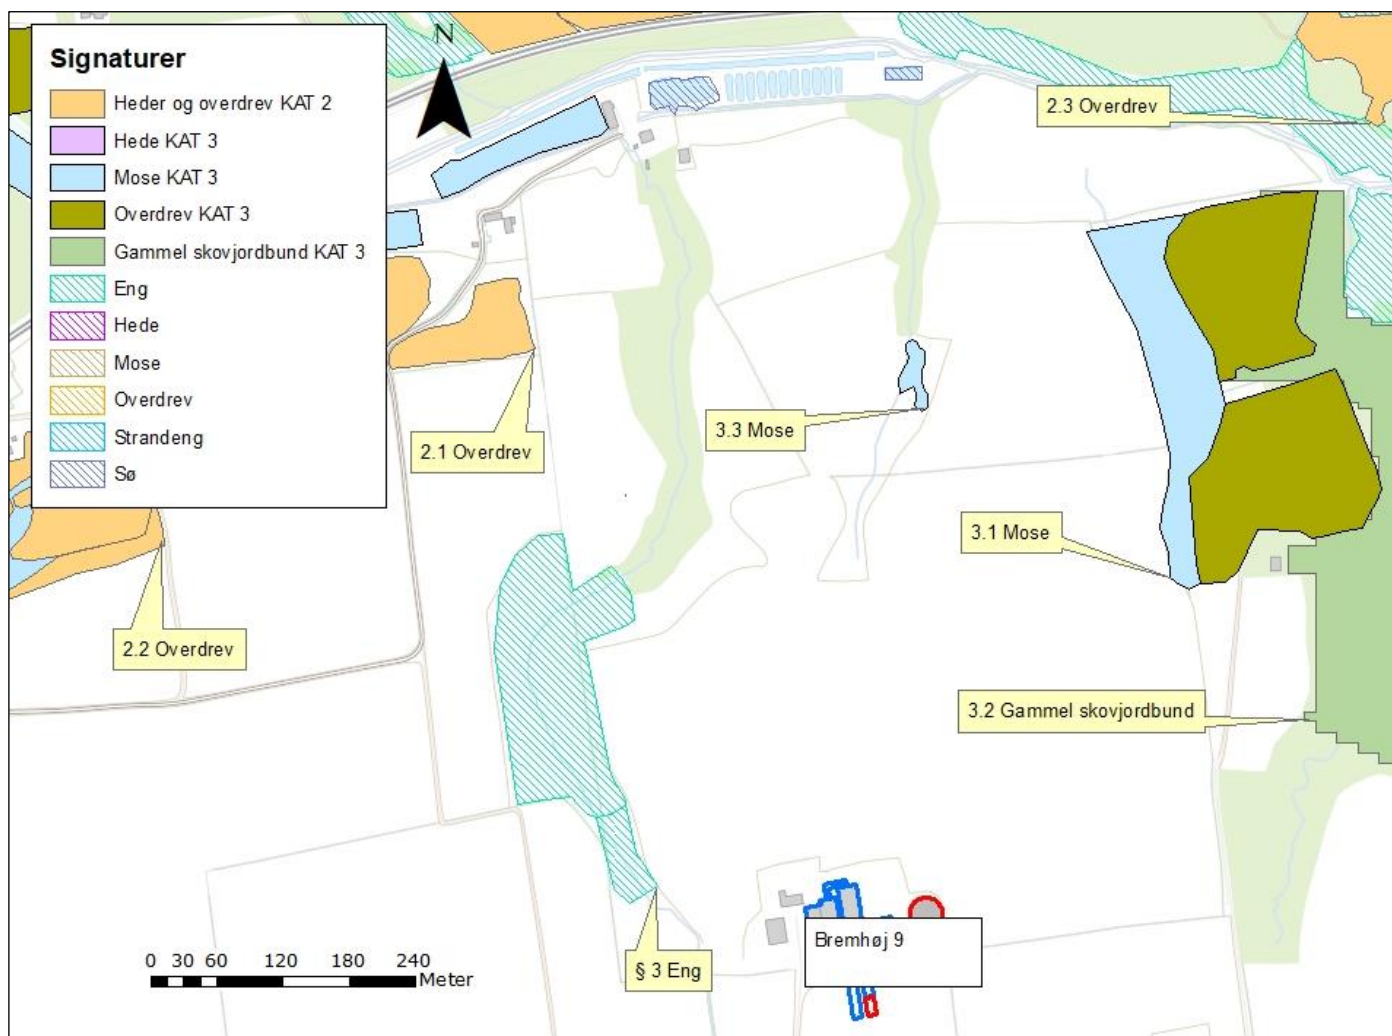 Signaturer
Heder og overdrev KAT 2
Hede KAT 3
Mose KAT 3
Overdrev KAT 3
Gammel skovjordbund KAT 3
Eng
Hede
Mose
Overdrev
Strandeng
Sø
N
2.3 Overdrev
2.1 Overdrev
3.3 Mose
3.1 Mose
2.2 Overdrev
3.2 Gammel skovjordbund
Bremhøj 9
§ 3 Eng
0 30 60 120 180 240
Meter